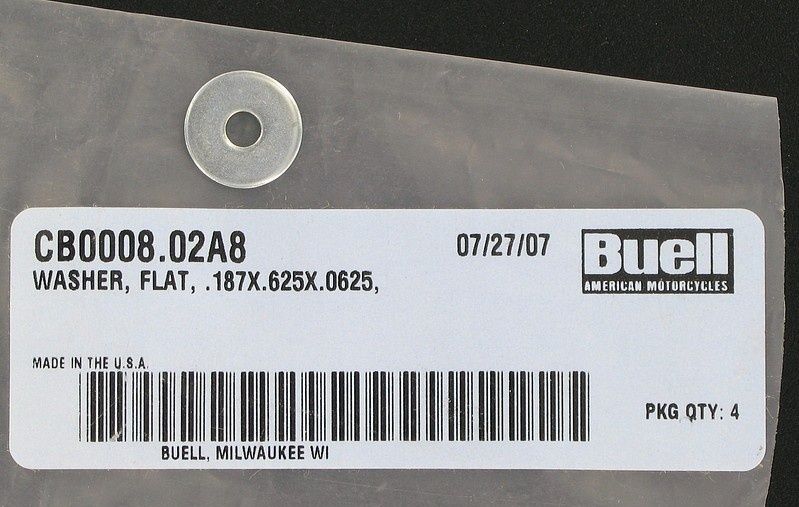 CB0008.02A8
07/27/07
Buell
AMERICAN MOTORCYCLES
WASHER, FLAT, .187X.625X.0625,
MADE IN THE U.S.A.
PKG QTY: 4
BUELL, MILWAUKEE WI